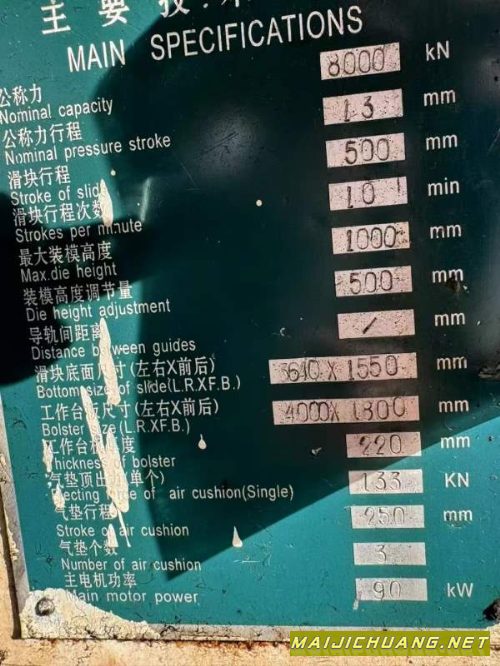 主 要 技
MAIN SPECIFICATIONS
公称力
Nominal capacity 8000 kN
公称力行程
Nominal pressure stroke 13 mm
滑块行程
Stroke of slide 500 mm
滑块行程次数
Strokes per minute 10 min
最大装模高度
Max.die height 1000 mm
装模高度调节量
Die height adjustment 500 mm
导轨间距离
Distance between guides / mm
滑块底面尺寸(左右X前后)
Bottom size of slide(L.R.XF.B.) 640 X 1550 mm
工作台板尺寸(左右X前后)
Bolster size (L.R.XF.B.) 4000X 1800 mm
工作台板厚度
Thickness of bolster 220 mm
气垫顶出力(单个)
Ejecting force of air cushion(Single) 133 KN
气垫行程
Stroke of air cushion 250 mm
气垫个数
Number of air cushion 3
主电机功率
Main motor power 90 kW
MAIJICHUANG.NET